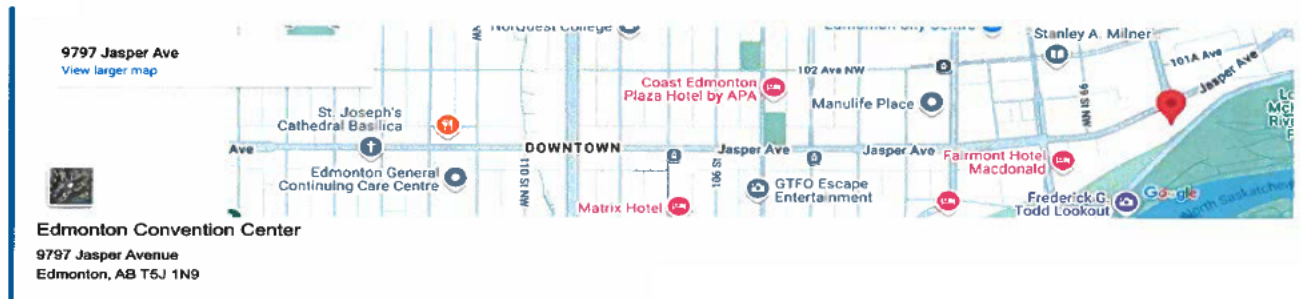 9797 Jasper Ave
View larger map
NorQuest College
Edmonton City Centre
Stanley A. Milner
101A Ave
Jasper Ave
102 Ave NW
Coast Edmonton
Plaza Hotel by APA
Manulife Place
99 St NW
St. Joseph's
Cathedral Basilica
Ave
DOWNTOWN
Jasper Ave
Jasper Ave
Fairmont Hotel
Macdonald
Edmonton General
Continuing Care Centre
110 St NW
106 St
GTFO Escape
Entertainment
Matrix Hotel
Frederick G.
Todd Lookout
Google
North Saskatchew
Edmonton Convention Center
9797 Jasper Avenue
Edmonton, AB T5J 1N9